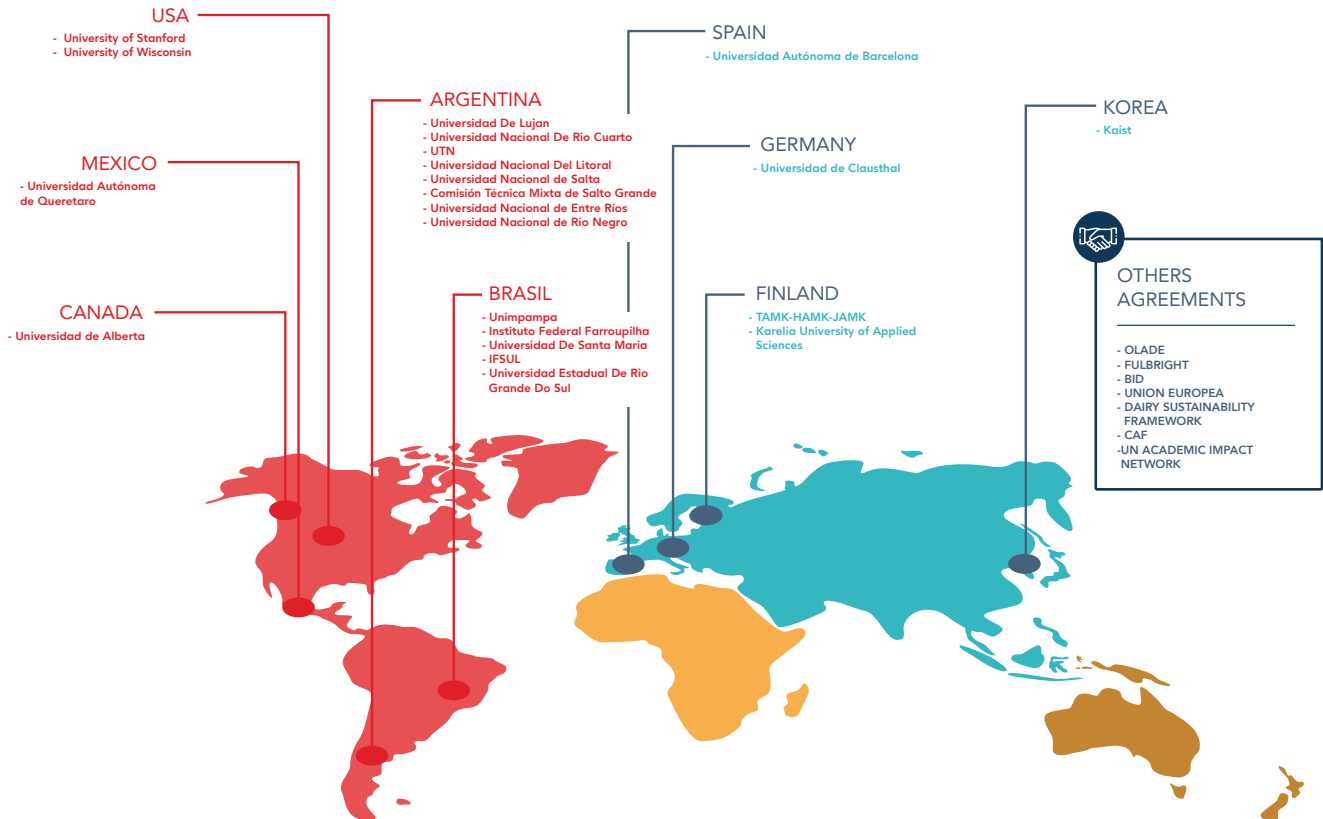 USA
- University of Stanford
- University of Wisconsin
MEXICO
- Universidad Autónoma
de Queretaro
CANADA
- Universidad de Alberta
ARGENTINA
- Universidad De Lujan
- Universidad Nacional De Rio Cuarto
- UTN
- Universidad Nacional Del Litoral
- Universidad Nacional de Salta
- Comisión Técnica Mixta de Salto Grande
- Universidad Nacional de Entre Ríos
- Universidad Nacional de Rio Negro
BRASIL
- Unimpampa
- Instituto Federal Farroupilha
- Universidad De Santa Maria
- IFSUL
- Universidad Estadual De Rio
Grande Do Sul
SPAIN
- Universidad Autónoma de Barcelona
GERMANY
- Universidad de Clausthal
FINLAND
- TAMK-HAMK-JAMK
- Karelia University of Applied
Sciences
KOREA
- Kaist
OTHERS
AGREEMENTS
- OLADE
- FULBRIGHT
- BID
- UNION EUROPEA
- DAIRY SUSTAINABILITY
FRAMEWORK
- CAF
-UN ACADEMIC IMPACT
NETWORK